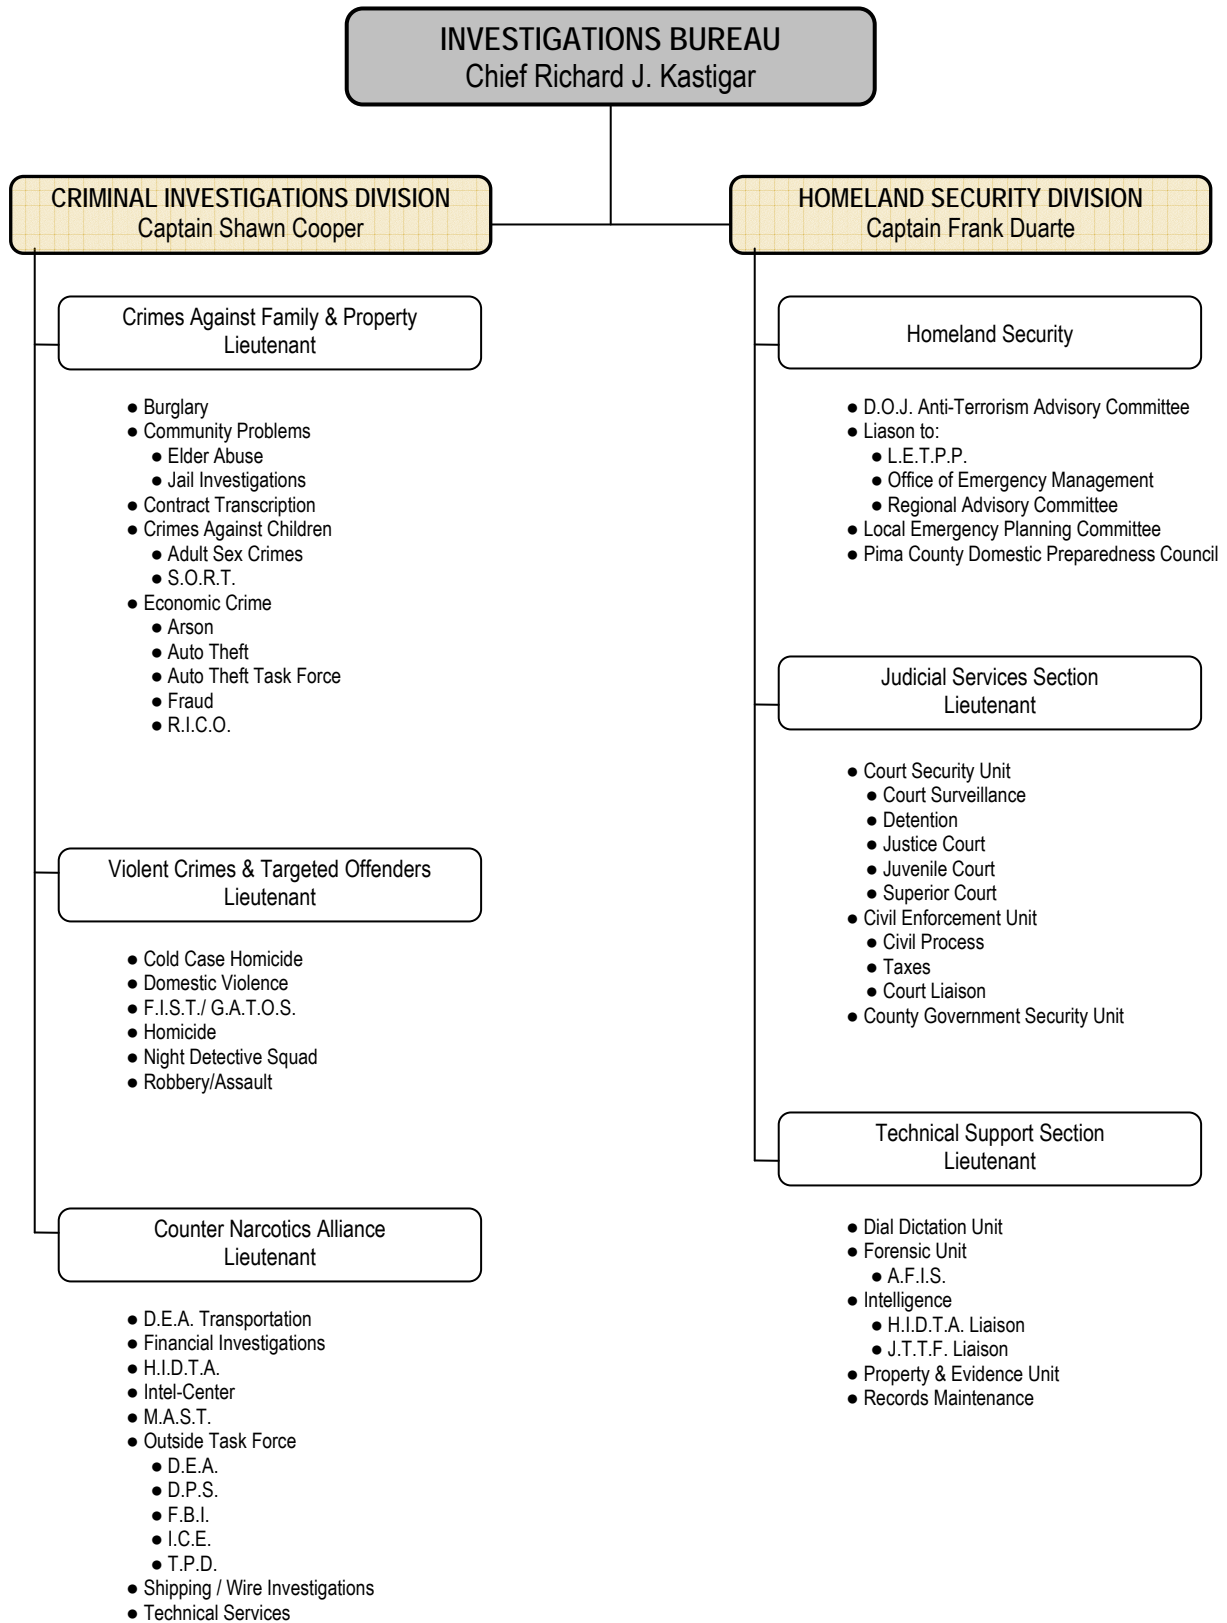 INVESTIGATIONS BUREAU
Chief Richard J. Kastigar
CRIMINAL INVESTIGATIONS DIVISION
Captain Shawn Cooper
Crimes Against Family & Property
Lieutenant
● Burglary
● Community Problems
● Elder Abuse
● Jail Investigations
● Contract Transcription
● Crimes Against Children
● Adult Sex Crimes
● S.O.R.T.
● Economic Crime
● Arson
● Auto Theft
● Auto Theft Task Force
● Fraud
● R.I.C.O.
Violent Crimes & Targeted Offenders
Lieutenant
● Cold Case Homicide
● Domestic Violence
● F.I.S.T./ G.A.T.O.S.
● Homicide
● Night Detective Squad
● Robbery/Assault
Counter Narcotics Alliance
Lieutenant
● D.E.A. Transportation
● Financial Investigations
● H.I.D.T.A.
● Intel-Center
● M.A.S.T.
● Outside Task Force
● D.E.A.
● D.P.S.
● F.B.I.
● I.C.E.
● T.P.D.
● Shipping / Wire Investigations
● Technical Services
HOMELAND SECURITY DIVISION
Captain Frank Duarte
Homeland Security
● D.O.J. Anti-Terrorism Advisory Committee
● Liason to:
● L.E.T.P.P.
● Office of Emergency Management
● Regional Advisory Committee
● Local Emergency Planning Committee
● Pima County Domestic Preparedness Council
Judicial Services Section
Lieutenant
● Court Security Unit
● Court Surveillance
● Detention
● Justice Court
● Juvenile Court
● Superior Court
● Civil Enforcement Unit
● Civil Process
● Taxes
● Court Liaison
● County Government Security Unit
Technical Support Section
Lieutenant
● Dial Dictation Unit
● Forensic Unit
● A.F.I.S.
● Intelligence
● H.I.D.T.A. Liaison
● J.T.T.F. Liaison
● Property & Evidence Unit
● Records Maintenance